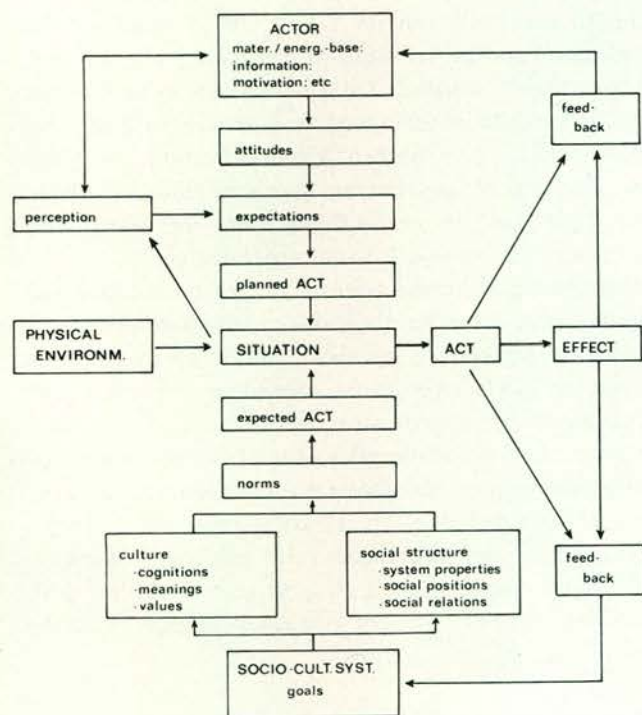 ACTOR
mater. / energ.-base:
information:
motivation: etc
feed-
back
attitudes
perception
expectations
planned ACT
PHYSICAL
ENVIRONM.
SITUATION
ACT
EFFECT
expected ACT
norms
culture
·cognitions
·meanings
·values
social structure
·system properties
·social positions
·social relations
feed-
back
SOCIO-CULT.SYST.
goals